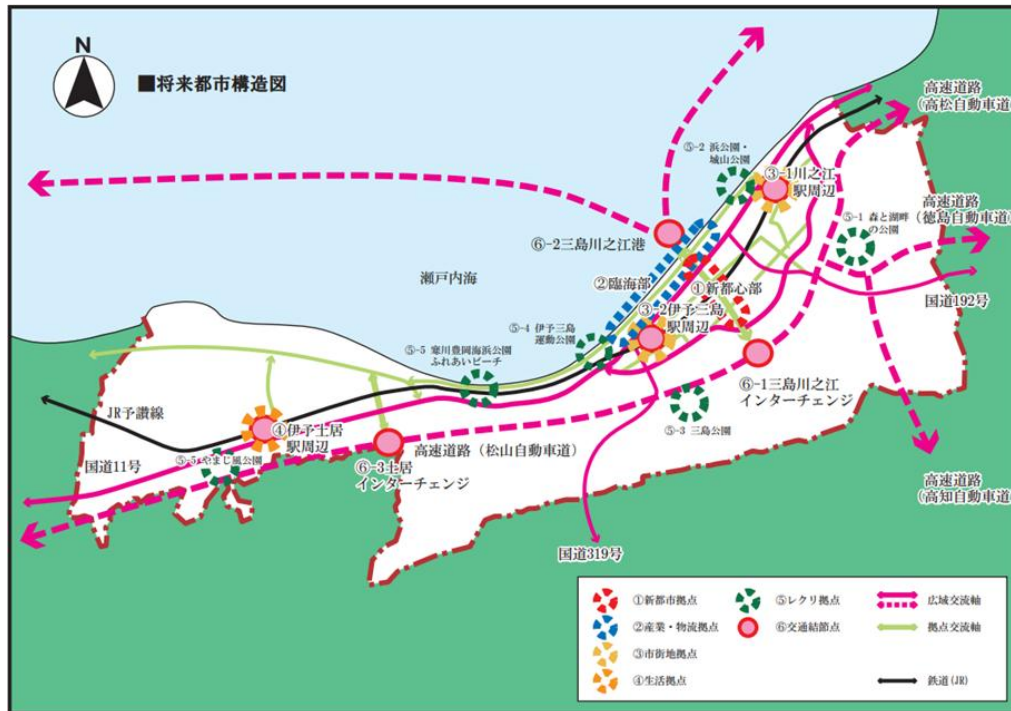 N
■将来都市構造図
高速道路
(高松自動車道)
⑤-2 浜公園・
城山公園
③-1川之江
駅周辺
高速道路
(徳島自動車道)
⑤-1 森と湖畔
の公園
⑥-2三島川之江港
瀬戸内海
②臨海部
①新都心部
国道192号
③-2伊予三島
駅周辺
⑤-4 伊予三島
運動公園
⑤-5 寒川豊岡海浜公園
ふれあいビーチ
⑥-1三島川之江
インターチェンジ
JR予讃線
⑤-3 三島公園
④伊予土居
駅周辺
高速道路(松山自動車道)
国道11号
⑤-5 やまじ風公園
⑥-3土居
インターチェンジ
高速道路
(高知自動車道)
国道319号
①新都市拠点
⑤レクリ拠点
広域交流軸
②産業・物流拠点
⑥交通結節点
拠点交流軸
③市街地拠点
④生活拠点
鉄道(JR)